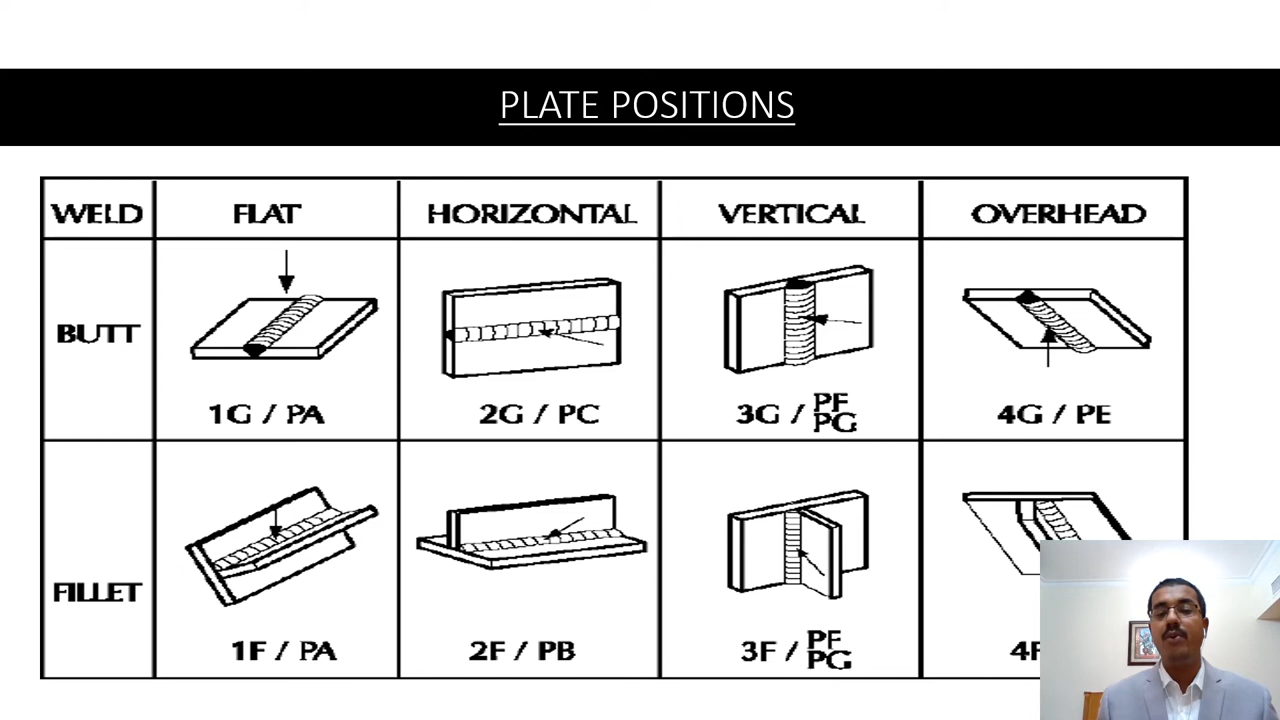 PLATE POSITIONS
WELD FLAT HORIZONTAL VERTICAL OVERHEAD
BUTT
1G / PA 2G / PC 3G / PF PG 4G / PE
FILLET
1F / PA 2F / PB 3F / PF PG 4F